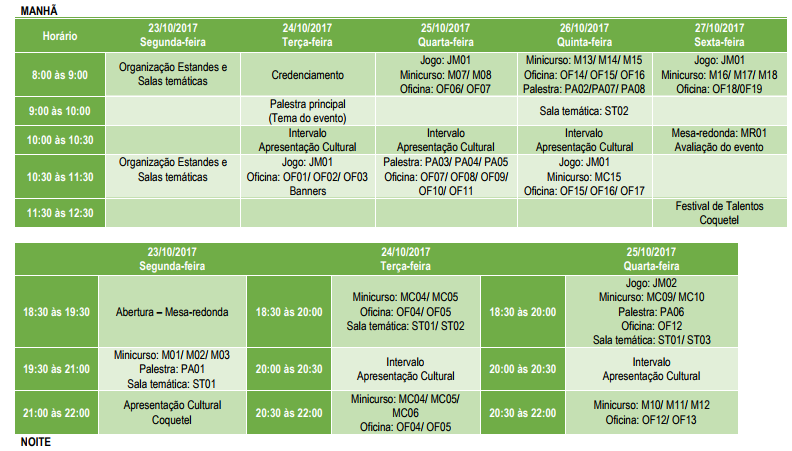 MANHÃ
Horário
23/10/2017
Segunda-feira
24/10/2017
Terça-feira
25/10/2017
Quarta-feira
26/10/2017
Quinta-feira
27/10/2017
Sexta-feira
8:00 às 9:00
Organização Estandes e
Salas temáticas
Credenciamento
Jogo: JM01
Minicurso: M07/ M08
Oficina: OF06/ OF07
Minicurso: M13/ M14/ M15
Oficina: OF14/ OF15/ OF16
Palestra: PA02/PA07/ PA08
Jogo: JM01
Minicurso: M16/ M17/ M18
Oficina: OF18/0F19
9:00 às 10:00
Palestra principal
(Tema do evento)
Sala temática: ST02
10:00 às 10:30
Intervalo
Apresentação Cultural
Intervalo
Apresentação Cultural
Intervalo
Apresentação Cultural
Mesa-redonda: MR01
Avaliação do evento
10:30 às 11:30
Organização Estandes e
Salas temáticas
Jogo: JM01
Oficina: OF01/ OF02/ OF03
Banners
Palestra: PA03/ PA04/ PA05
Oficina: OF07/ OF08/ OF09/
OF10/ OF11
Jogo: JM01
Minicurso: MC15
Oficina: OF15/ OF16/ OF17
11:30 às 12:30
Festival de Talentos
Coquetel
23/10/2017
Segunda-feira
24/10/2017
Terça-feira
25/10/2017
Quarta-feira
18:30 às 19:30
Abertura – Mesa-redonda
18:30 às 20:00
Minicurso: MC04/ MC05
Oficina: OF04/ OF05
Sala temática: ST01/ ST02
18:30 às 20:00
Jogo: JM02
Minicurso: MC09/ MC10
Palestra: PA06
Oficina: OF12
Sala temática: ST01/ ST03
19:30 às 21:00
Minicurso: M01/ M02/ M03
Palestra: PA01
Sala temática: ST01
20:00 às 20:30
Intervalo
Apresentação Cultural
20:00 às 20:30
Intervalo
Apresentação Cultural
21:00 às 22:00
Apresentação Cultural
Coquetel
20:30 às 22:00
Minicurso: MC04/ MC05/
MC06
Oficina: OF04/ OF05
20:30 às 22:00
Minicurso: M10/ M11/ M12
Oficina: OF12/ OF13
NOITE